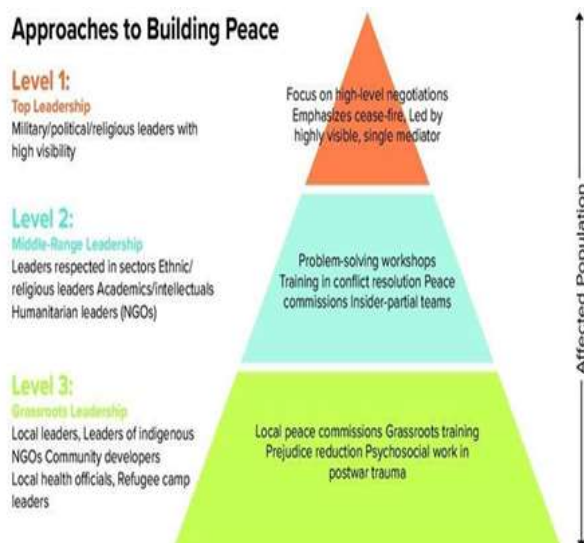 Approaches to Building Peace
Level 1:
Top Leadership
Military/political/religious leaders with
high visibility
Focus on high-level negotiations
Emphasizes cease-fire, Led by
highly visible, single mediator
Level 2:
Middle-Range Leadership
Leaders respected in sectors Ethnic/
religious leaders Academics/intellectuals
Humanitarian leaders (NGOs)
Problem-solving workshops
Training in conflict resolution Peace
commissions Insider-partial teams
Level 3:
Grassroots Leadership
Local leaders, Leaders of indigenous
NGOs Community developers
Local health officials, Refugee camp
leaders
Local peace commissions Grassroots training
Prejudice reduction Psychosocial work in
postwar trauma
Affected Population